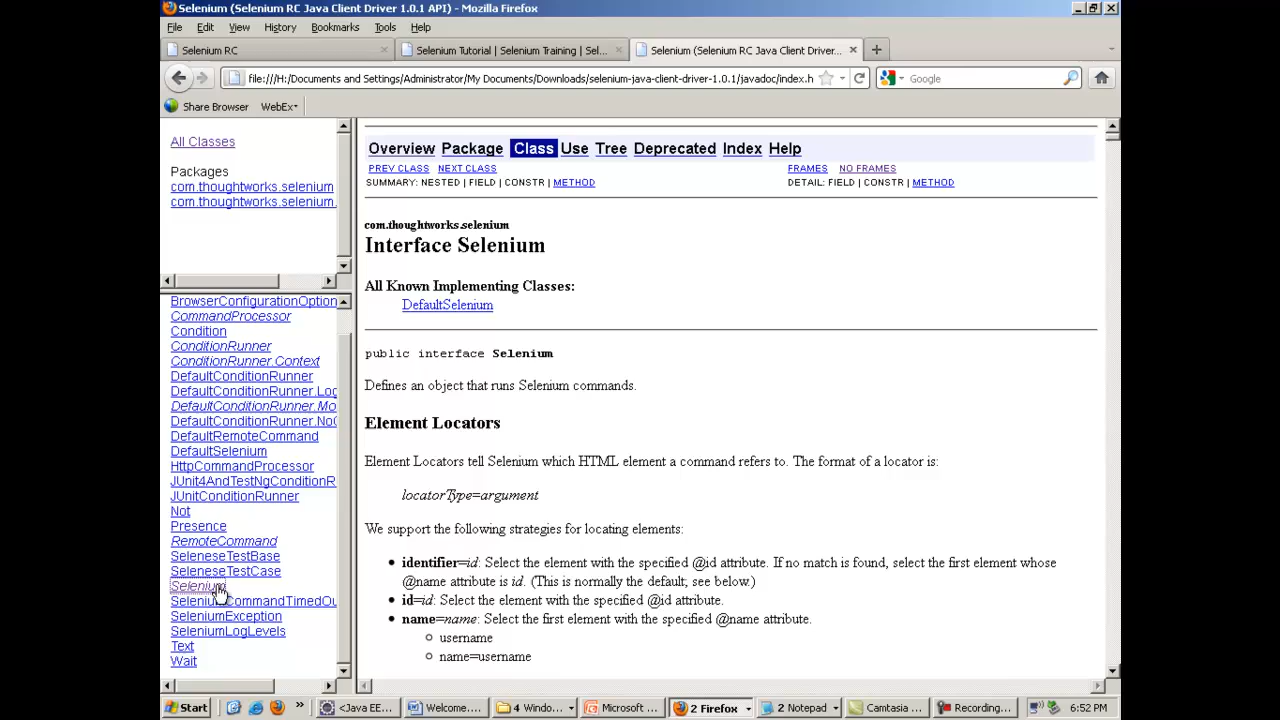 Selenium (Selenium RC Java Client Driver 1.0.1 API) - Mozilla Firefox
File Edit View History Bookmarks Tools Help
Selenium RC
Selenium Tutorial | Selenium Training | Sel...
Selenium (Selenium RC Java Client Driver...
file:///H:/Documents and Settings/Administrator/My Documents/Downloads/selenium-java-client-driver-1.0.1/javadoc/index.h
Google
Share Browser WebEx
All Classes
Packages
com.thoughtworks.selenium
com.thoughtworks.selenium.
BrowserConfigurationOption
CommandProcessor
Condition
ConditionRunner
ConditionRunner.Context
DefaultConditionRunner
DefaultConditionRunner.Log
DefaultConditionRunner.Mo
DefaultConditionRunner.NoO
DefaultRemoteCommand
DefaultSelenium
HttpCommandProcessor
JUnit4AndTestNgConditionR
JUnitConditionRunner
Not
Presence
RemoteCommand
SeleneseTestBase
SeleneseTestCase
Selenium
SeleniumCommandTimedOu
SeleniumException
SeleniumLogLevels
Text
Wait
Overview Package Class Use Tree Deprecated Index Help
PREV CLASS NEXT CLASS FRAMES NO FRAMES
SUMMARY: NESTED | FIELD | CONSTR | METHOD DETAIL: FIELD | CONSTR | METHOD
com.thoughtworks.selenium
Interface Selenium
All Known Implementing Classes:
DefaultSelenium
public interface Selenium
Defines an object that runs Selenium commands.
Element Locators
Element Locators tell Selenium which HTML element a command refers to. The format of a locator is:
locatorType=argument
We support the following strategies for locating elements:
identifier=id: Select the element with the specified @id attribute. If no match is found, select the first element whose
@name attribute is id. (This is normally the default; see below.)
id=id: Select the element with the specified @id attribute.
name=name: Select the first element with the specified @name attribute.
username
name=username
Start » <Java EE... Welcome.... 4 Windo... Microsoft ... 2 Firefox 2 Notepad Camtasia ... Recording... 6:52 PM